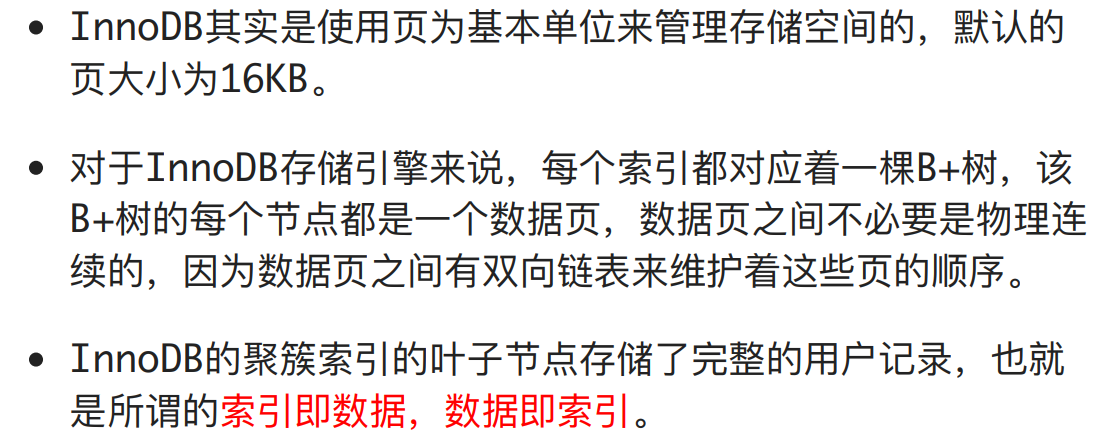 • InnoDB其实是使用页为基本单位来管理存储空间的，默认的
页大小为16KB。
• 对于InnoDB存储引擎来说，每个索引都对应着一棵B+树，该
B+树的每个节点都是一个数据页，数据页之间不必要是物理连
续的，因为数据页之间有双向链表来维护着这些页的顺序。
• InnoDB的聚簇索引的叶子节点存储了完整的用户记录，也就
是所谓的索引即数据，数据即索引。